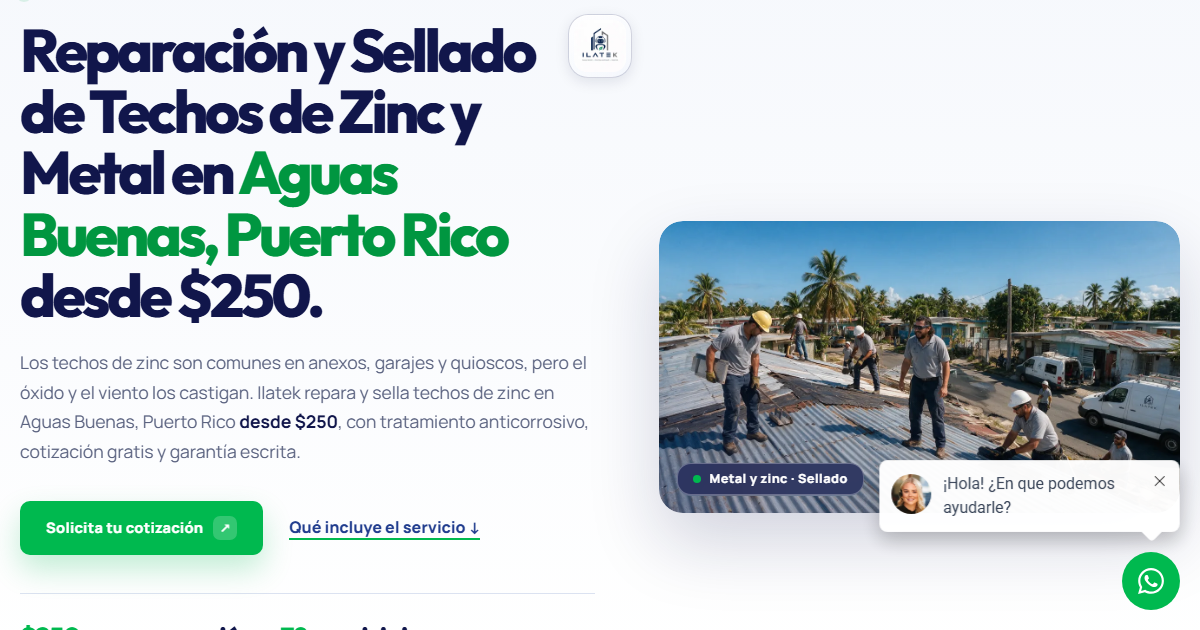 Reparación y Sellado
de Techos de Zinc y
Metal en Aguas
Buenas, Puerto Rico
desde $250.
ILATEK
Los techos de zinc son comunes en anexos, garajes y quioscos, pero el
óxido y el viento los castigan. Ilatek repara y sella techos de zinc en
Aguas Buenas, Puerto Rico desde $250, con tratamiento anticorrosivo,
cotización gratis y garantía escrita.
Solicita tu cotización ↗
Qué incluye el servicio ↓
Metal y zinc · Sellado
¡Hola! ¿En que podemos
ayudarle?